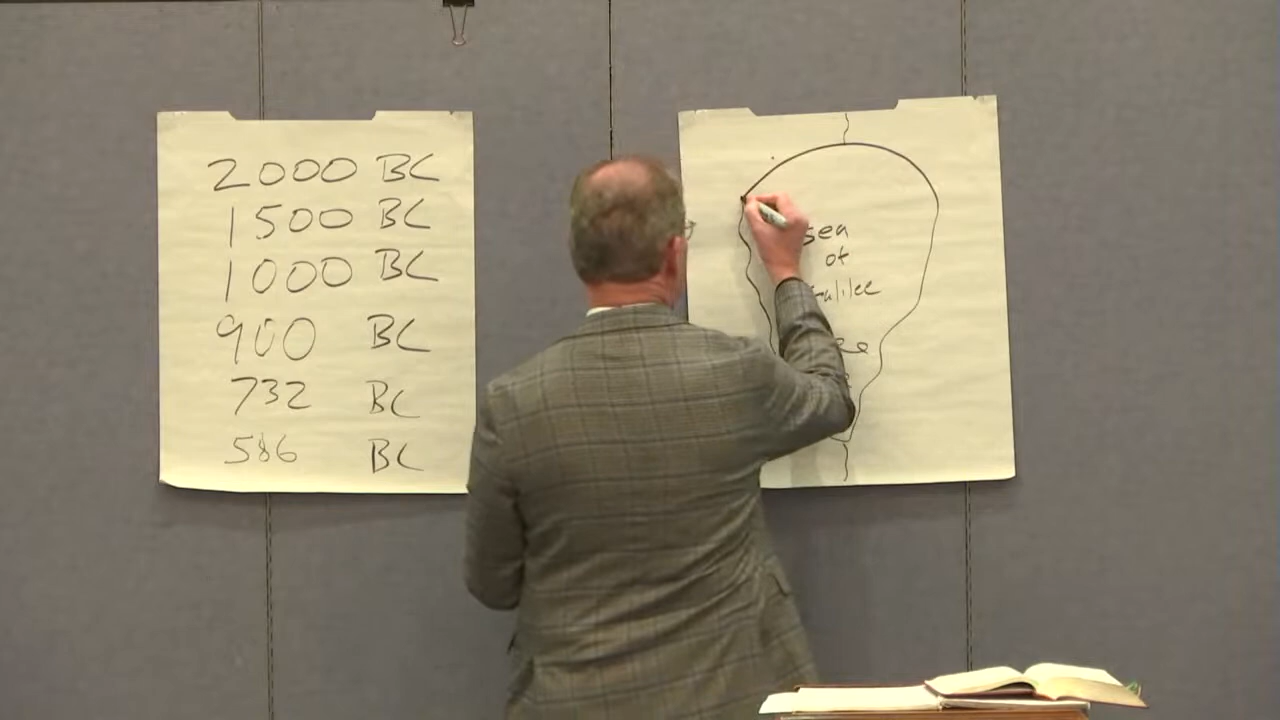 2000 BC
1500 BC
1000 BC
900 BC
732 BC
586 BC
Sea
of
Galilee